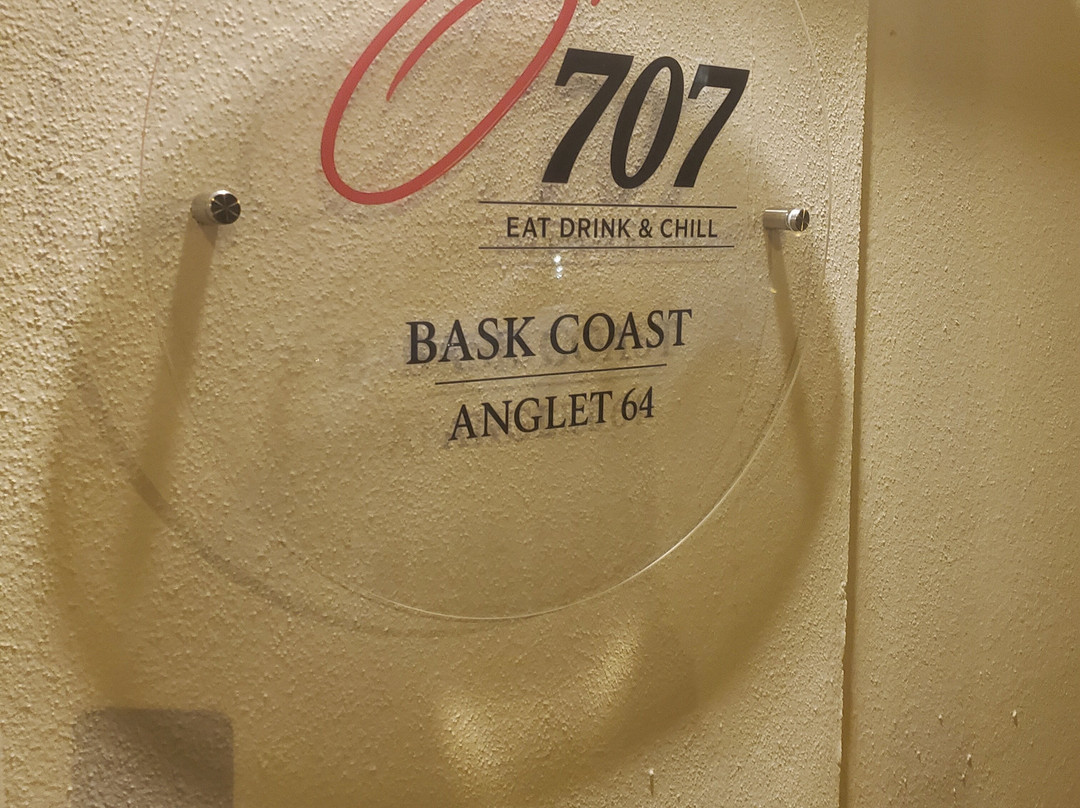 707
EAT DRINK & CHILL
BASK COAST
ANGLET 64